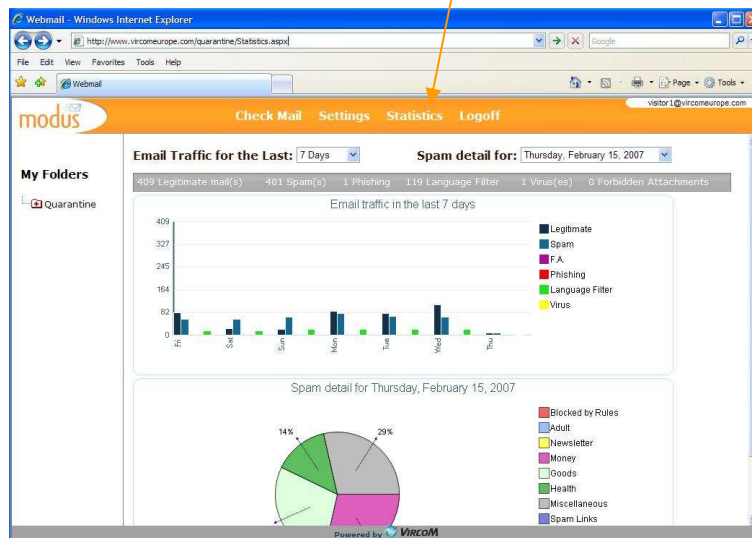 Webmail - Windows Internet Explorer
http://www.vircomeurope.com/quarantine/Statistics.aspx
Google
File Edit View Favorites Tools Help
Webmail
Page Tools
visitor1@vircomeurope.com
modus
Check Mail Settings Statistics Logoff
My Folders
Quarantine
Email Traffic for the Last: 7 Days Spam detail for: Thursday, February 15, 2007
409 Legitimate mail(s) 401 Spam(s) 1 Phishing 119 Language Filter 1 Virus(es) 0 Forbidden Attachments
Email traffic in the last 7 days
409
327
245
164
82
0
Fri Sat Sun Mon Tue Wed Thu
Legitimate
Spam
F.A.
Phishing
Language Filter
Virus
Spam detail for Thursday, February 15, 2007
14% 29%
Blocked by Rules
Adult
Newsletter
Money
Goods
Health
Miscellaneous
Spam Links
Powered by VIRCOM